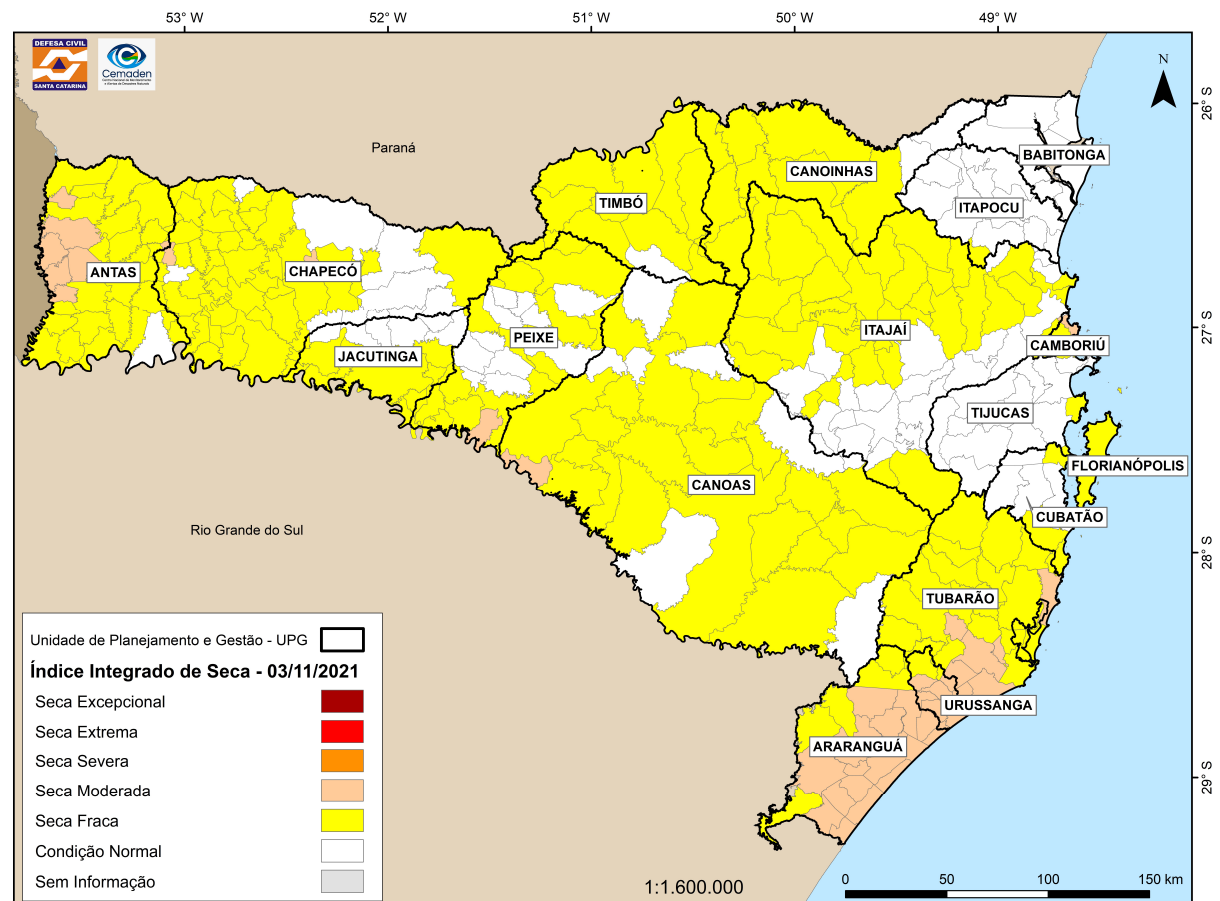 53° W
52° W
51° W
50° W
49° W
DEFESA CIVIL
SANTA CATARINA
Cemaden
N
26° S
27° S
28° S
29° S
Paraná
BABITONGA
CANOINHAS
TIMBÓ
ITAPOCU
ANTAS
CHAPECÓ
ITAJAÍ
PEIXE
CAMBORIÚ
JACUTINGA
TIJUCAS
FLORIANÓPOLIS
CANOAS
CUBATÃO
Rio Grande do Sul
TUBARÃO
URUSSANGA
ARARANGUÁ
Unidade de Planejamento e Gestão - UPG
Índice Integrado de Seca - 03/11/2021
Seca Excepcional
Seca Extrema
Seca Severa
Seca Moderada
Seca Fraca
Condição Normal
Sem Informação
1:1.600.000
0 50 100 150 km